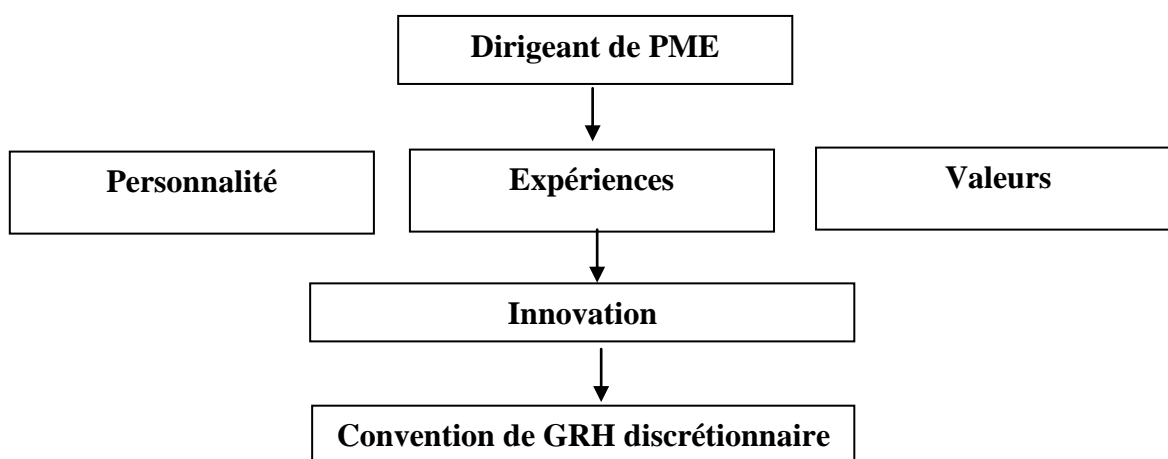 Dirigeant de PME
Personnalité
Expériences
Valeurs
Innovation
Convention de GRH discrétionnaire